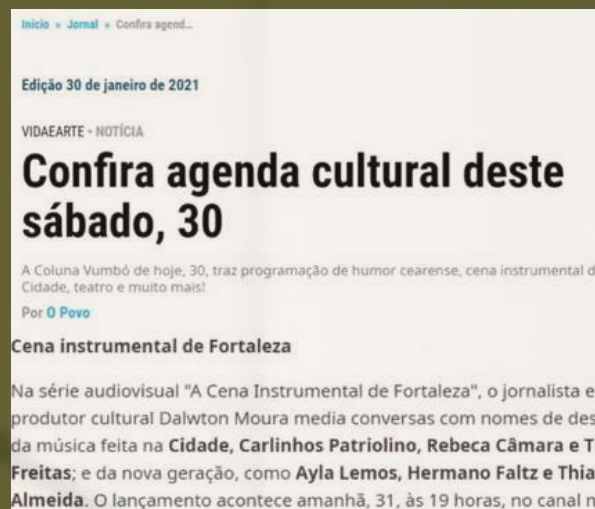 Início » Jornal » Confira agend...
Edição 30 de janeiro de 2021
VIDAEARTE - NOTÍCIA
Confira agenda cultural deste
sábado, 30
A Coluna Vumbó de hoje, 30, traz programação de humor cearense, cena instrumental d
Cidade, teatro e muito mais!
Por O Povo
Cena instrumental de Fortaleza
Na série audiovisual "A Cena Instrumental de Fortaleza", o jornalista e
produtor cultural Dalwton Moura media conversas com nomes de des
da música feita na Cidade, Carlinhos Patriolino, Rebeca Câmara e T
Freitas; e da nova geração, como Ayla Lemos, Hermano Faltz e Thia
Almeida. O lançamento acontece amanhã, 31, às 19 horas, no canal n